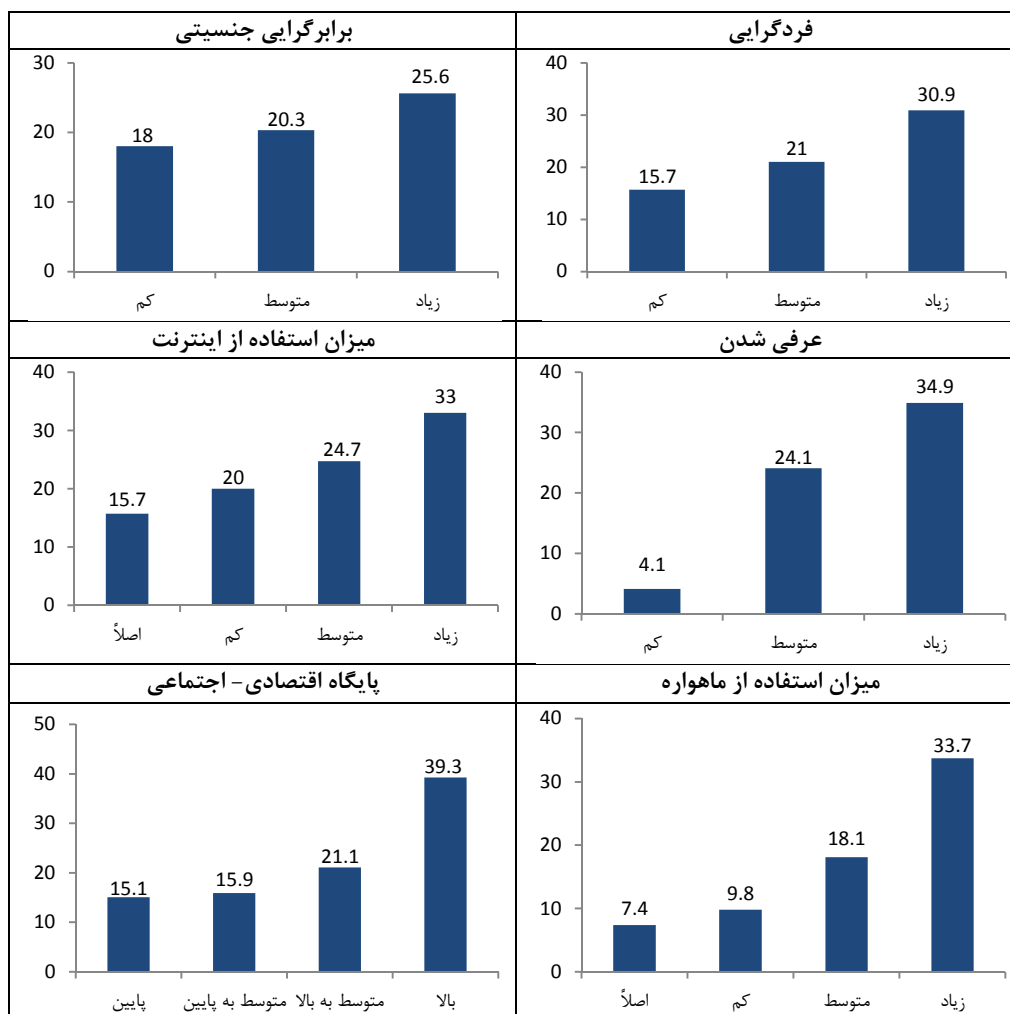 فردگرایی
40
30
20
10
0
15.7
21
30.9
کم
متوسط
زیاد
برابرگرایی جنسیتی
30
20
10
0
18
20.3
25.6
کم
متوسط
زیاد
عرفی شدن
40
30
20
10
0
4.1
24.1
34.9
کم
متوسط
زیاد
میزان استفاده از اینترنت
40
30
20
10
0
15.7
20
24.7
33
اصلاً
کم
متوسط
زیاد
میزان استفاده از ماهواره
40
30
20
10
0
7.4
9.8
18.1
33.7
اصلاً
کم
متوسط
زیاد
پایگاه اقتصادی- اجتماعی
50
40
30
20
10
0
15.1
15.9
21.1
39.3
پایین
متوسط به پایین
متوسط به بالا
بالا